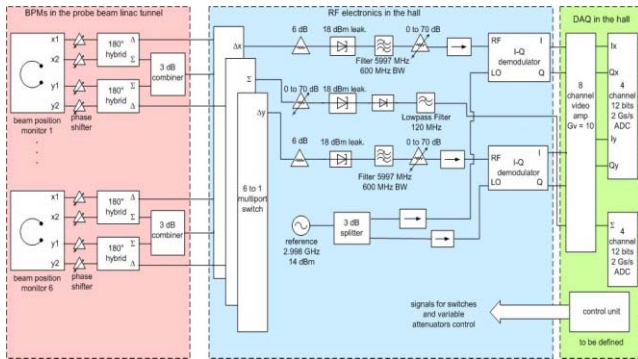 BPMs in the probe beam linac tunnel
RF electronics in the hall
DAQ in the hall
x1
x2
y1
y2
beam position
monitor 1
phase
shifter
180°
hybrid
Δ
Σ
180°
hybrid
Σ
Δ
3 dB
combiner
.
.
.
x1
x2
y1
y2
beam position
monitor 6
phase
shifter
180°
hybrid
Δ
Σ
180°
hybrid
Σ
Δ
3 dB
combiner
Δx
Σ
Δy
6 to 1
multiport
switch
6 dB
18 dBm leak.
Filter 5997 MHz
600 MHz BW
0 to 70 dB
RF
LO
I-Q
demodulator
I
Q
0 to 70 dB
18 dBm leak.
Lowpass Filter
120 MHz
6 dB
18 dBm leak.
Filter 5997 MHz
600 MHz BW
0 to 70 dB
RF
LO
I-Q
demodulator
I
Q
reference
2.998 GHz
14 dBm
3 dB
splitter
signals for switches
and variable
attenuators control
8
channel
video
amp
Gv = 10
Ix
Qx
Iy
Qy
4
channel
12 bits
2 Gs/s
ADC
Σ
4
channel
12 bits
2 Gs/s
ADC
control unit
to be defined